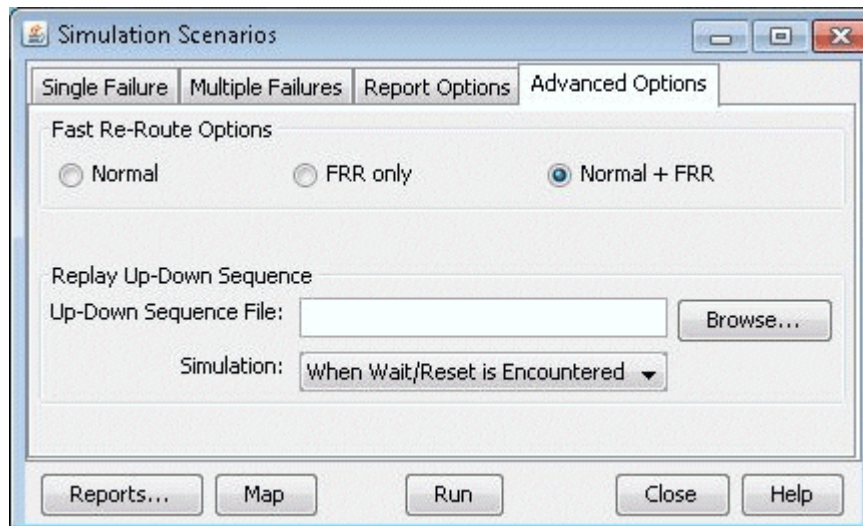 Simulation Scenarios
Single Failure Multiple Failures Report Options Advanced Options
Fast Re-Route Options
Normal FRR only Normal + FRR
Replay Up-Down Sequence
Up-Down Sequence File: Browse...
Simulation: When Wait/Reset is Encountered
Reports... Map Run Close Help